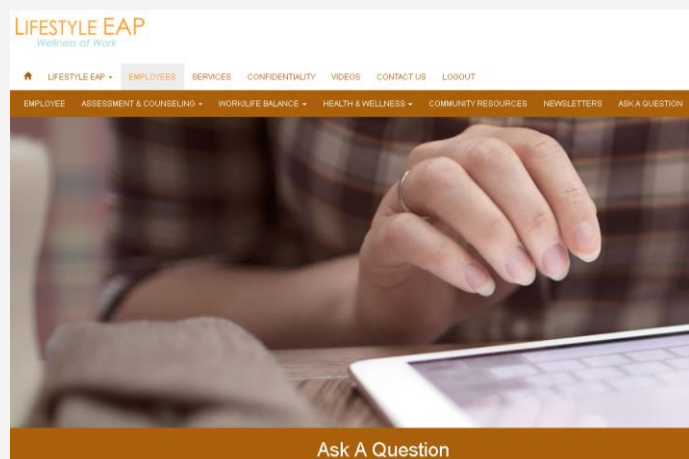 LIFESTYLE EAP
Wellness at Work
LIFESTYLE EAP EMPLOYEES SERVICES CONFIDENTIALITY VIDEOS CONTACT US LOGOUT
EMPLOYEE ASSESSMENT & COUNSELING WORK/LIFE BALANCE HEALTH & WELLNESS COMMUNITY RESOURCES NEWSLETTERS ASK A QUESTION
Ask A Question